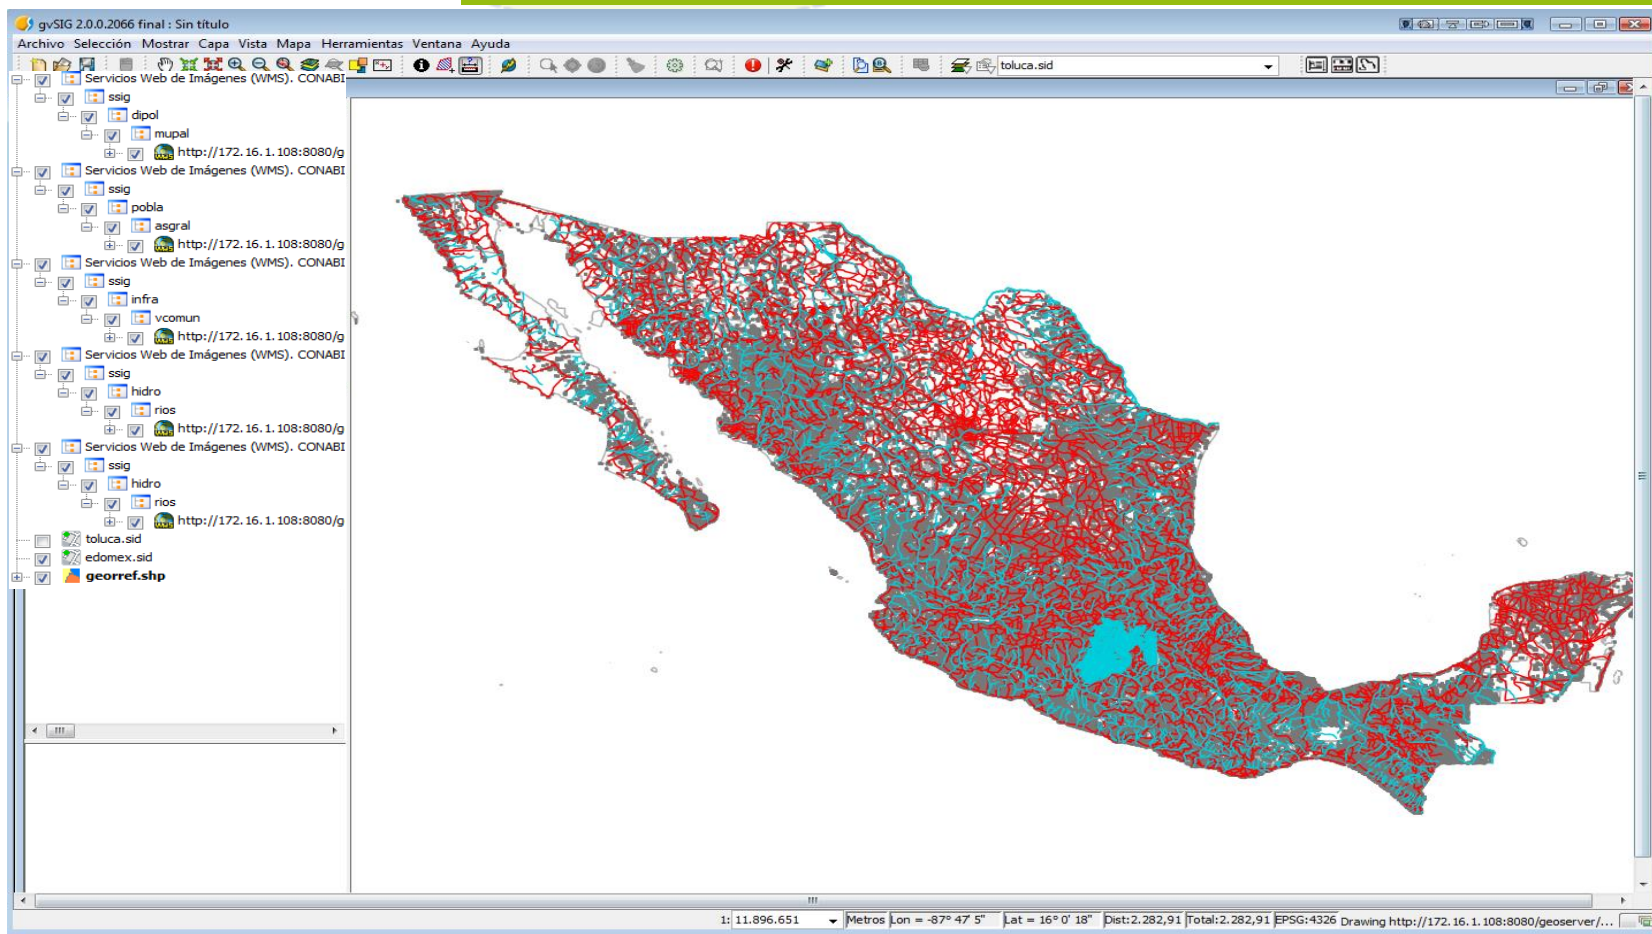 gvSIG 2.0.0.2066 final : Sin título
Archivo Selección Mostrar Capa Vista Mapa Herramientas Ventana Ayuda
toluca.sid
Servicios Web de Imágenes (WMS). CONABI
ssig
dipol
mupal
http://172.16.1.108:8080/g
Servicios Web de Imágenes (WMS). CONABI
ssig
pobla
asgral
http://172.16.1.108:8080/g
Servicios Web de Imágenes (WMS). CONABI
ssig
infra
vcomun
http://172.16.1.108:8080/g
Servicios Web de Imágenes (WMS). CONABI
ssig
hidro
rios
http://172.16.1.108:8080/g
Servicios Web de Imágenes (WMS). CONABI
ssig
hidro
rios
http://172.16.1.108:8080/g
toluca.sid
edomex.sid
georref.shp
1: 11.896.651 Metros Lon = -87° 47' 5" Lat = 16° 0' 18" Dist:2.282,91 Total:2.282,91 EPSG:4326 Drawing http://172.16.1.108:8080/geoserver/...